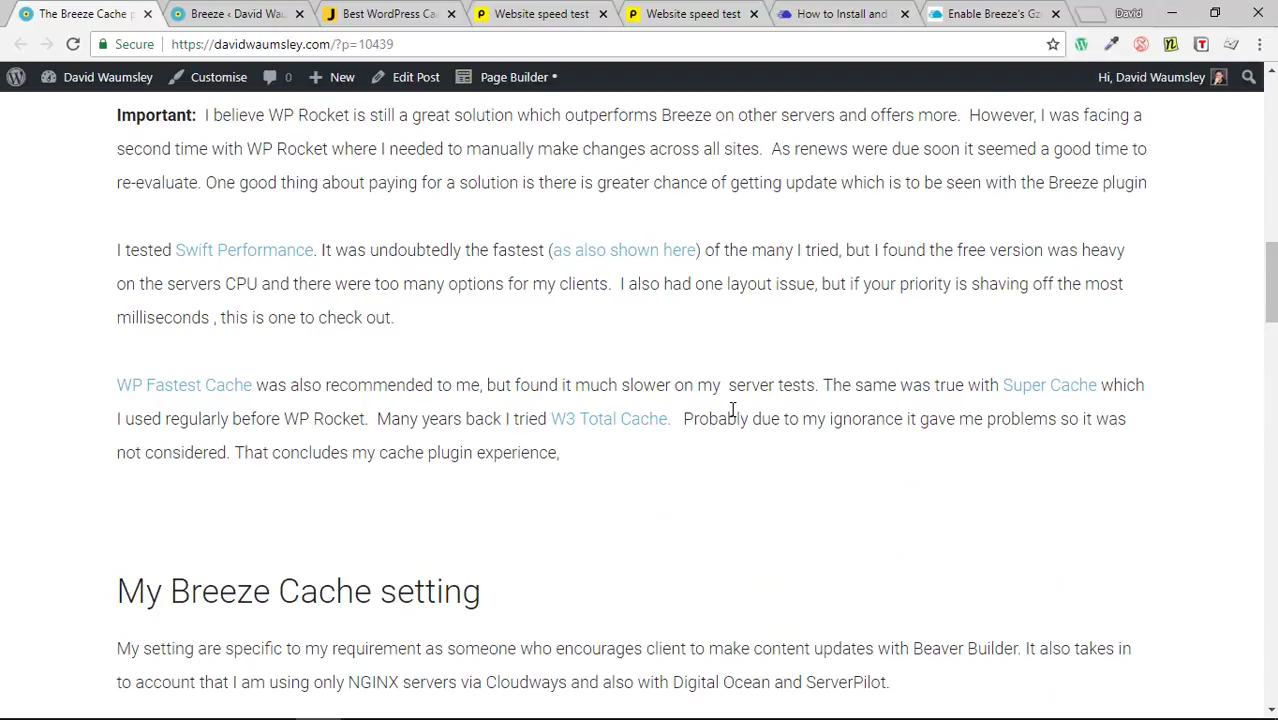 The Breeze Cache p
Breeze ‹ David Wau
Best WordPress Ca
Website speed test
Website speed test
How to Install and
Enable Breeze's Gz
David
Secure
https://davidwaumsley.com/?p=10439
David Waumsley
Customise
0
New
Edit Post
Page Builder
Hi, David Waumsley
Important: I believe WP Rocket is still a great solution which outperforms Breeze on other servers and offers more. However, I was facing a
second time with WP Rocket where I needed to manually make changes across all sites. As renews were due soon it seemed a good time to
re-evaluate. One good thing about paying for a solution is there is greater chance of getting update which is to be seen with the Breeze plugin
I tested Swift Performance. It was undoubtedly the fastest (as also shown here) of the many I tried, but I found the free version was heavy
on the servers CPU and there were too many options for my clients. I also had one layout issue, but if your priority is shaving off the most
milliseconds , this is one to check out.
WP Fastest Cache was also recommended to me, but found it much slower on my server tests. The same was true with Super Cache which
I used regularly before WP Rocket. Many years back I tried W3 Total Cache. Probably due to my ignorance it gave me problems so it was
not considered. That concludes my cache plugin experience,
My Breeze Cache setting
My setting are specific to my requirement as someone who encourages client to make content updates with Beaver Builder. It also takes in
to account that I am using only NGINX servers via Cloudways and also with Digital Ocean and ServerPilot.